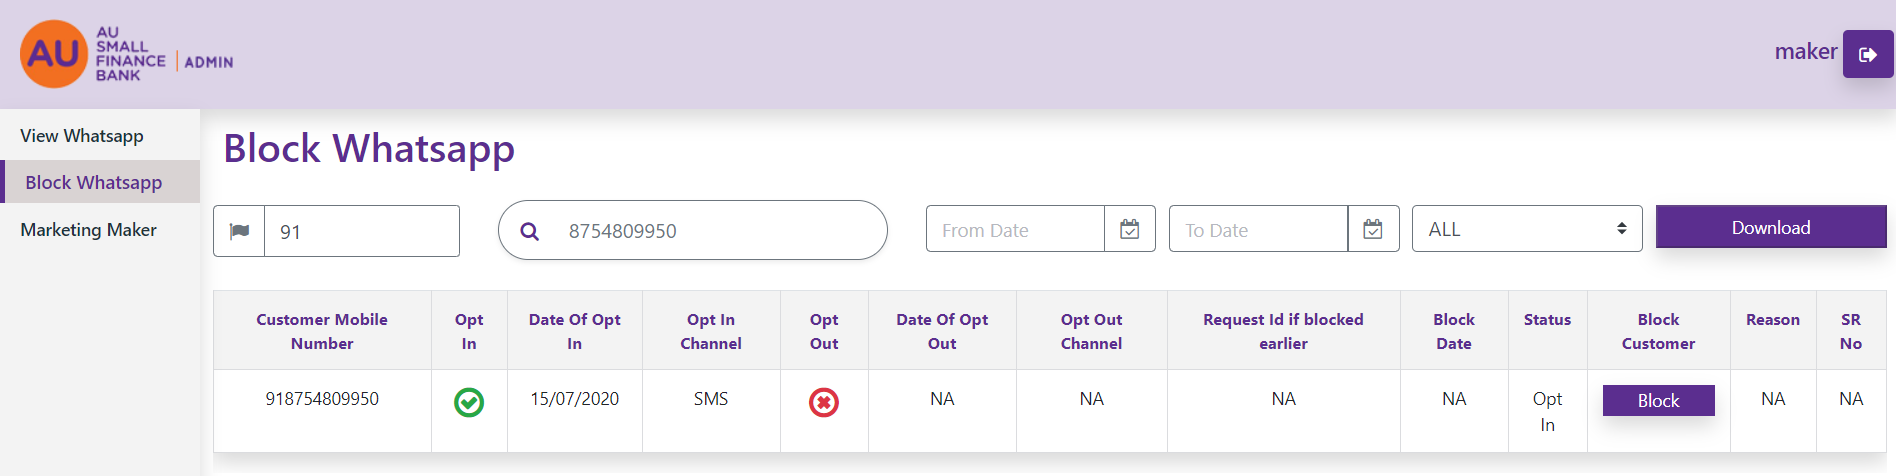 AU
AU
SMALL
FINANCE
BANK
ADMIN
maker
View Whatsapp
Block Whatsapp
Marketing Maker
Block Whatsapp
91
8754809950
From Date
To Date
ALL
Download
Customer Mobile
Number
Opt
In
Date Of Opt
In
Opt In
Channel
Opt
Out
Date Of Opt
Out
Opt Out
Channel
Request Id if blocked
earlier
Block
Date
Status
Block
Customer
Reason
SR
No
918754809950
15/07/2020
SMS
NA
NA
NA
NA
Opt
In
Block
NA
NA